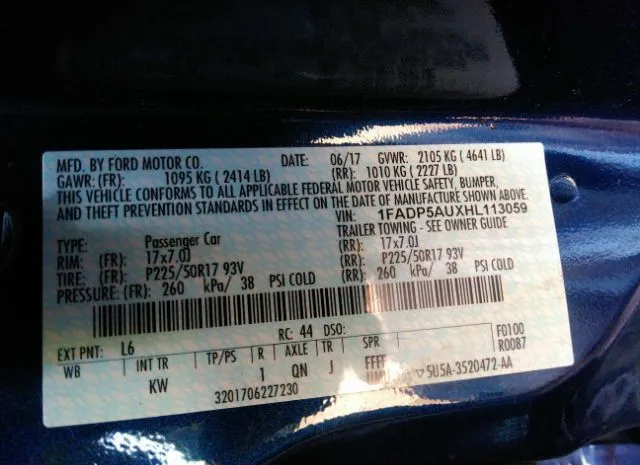 MFD. BY FORD MOTOR CO. DATE: 06/17 GVWR: 2105 KG ( 4641 LB)
GAWR: (FR): 1095 KG ( 2414 LB) (RR): 1010 KG ( 2227 LB)
THIS VEHICLE CONFORMS TO ALL APPLICABLE FEDERAL MOTOR VEHICLE SAFETY, BUMPER,
AND THEFT PREVENTION STANDARDS IN EFFECT ON THE DATE OF MANUFACTURE SHOWN ABOVE.
VIN: 1FADP5AUXHL113059
TYPE: Passenger Car TRAILER TOWING - SEE OWNER GUIDE
RIM: (FR): 17x7.0J (RR): 17x7.0J
TIRE: (FR): P225/50R17 93V (RR): P225/50R17 93V
PRESSURE: (FR): 260 kPa/ 38 PSI COLD (RR): 260 kPa/ 38 PSI COLD
EXT PNT: L6 RC: 44 DSO: F0100
WB INT TR TP/PS R AXLE TR SPR R0087
KW 1 QN J FFFF
3201706227230 5U5A-3520472-AA